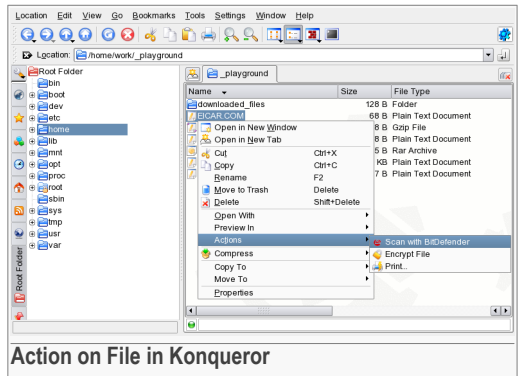 Location Edit View Go Bookmarks Tools Settings Window Help
Location: /home/work/_playground
Root Folder
bin
boot
dev
etc
home
lib
mnt
opt
proc
root
sbin
sys
tmp
usr
var
Root Folder
_playground
Name Size File Type
downloaded_files 128 B Folder
EICAR.COM 68 B Plain Text Document
8 B Gzip File
8 B Plain Text Document
5 B Rar Archive
KB Plain Text Document
7 B Plain Text Document
Open in New Window
Open in New Tab
Cut Ctrl+X
Copy Ctrl+C
Rename F2
Move to Trash Delete
Delete Shift+Delete
Open With
Preview In
Actions
Compress
Copy To
Move To
Properties
Scan with BitDefender
Encrypt File
Print...
Action on File in Konqueror